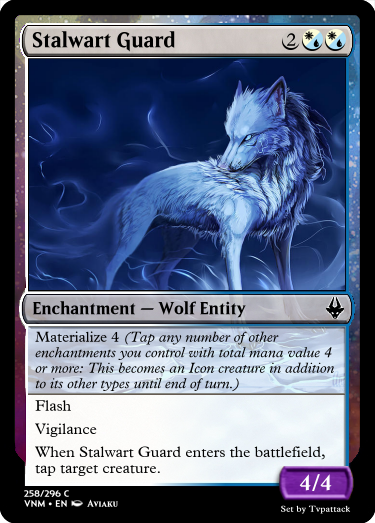 Stalwart Guard 2
Enchantment — Wolf Entity
Materialize 4 (Tap any number of other
enchantments you control with total mana value 4
or more: This becomes an Icon creature in addition
to its other types until end of turn.)
Flash
Vigilance
When Stalwart Guard enters the battlefield,
tap target creature.
4/4
258/296 C
VNM • EN Aviaku
Set by Tvpattack